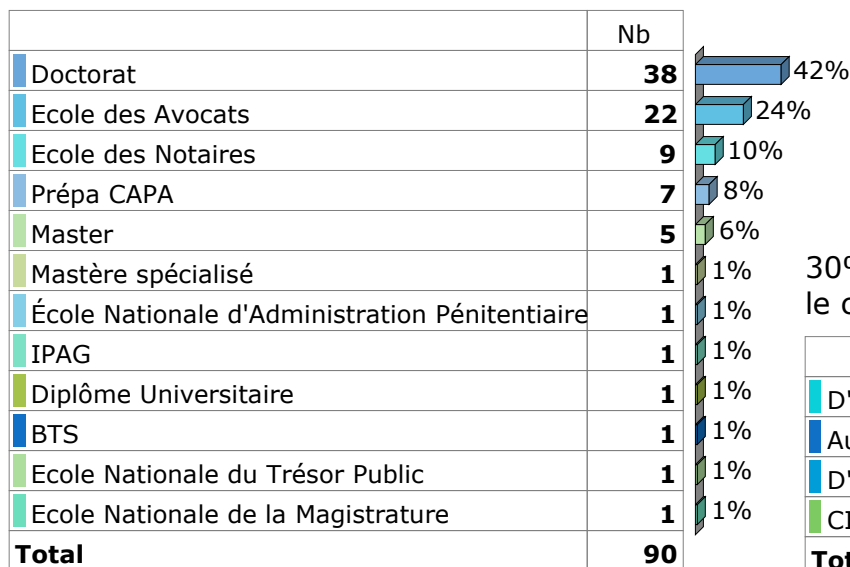 Nb
Doctorat 38 42%
Ecole des Avocats 22 24%
Ecole des Notaires 9 10%
Prépa CAPA 7 8%
Master 5 6%
Mastère spécialisé 1 1%
École Nationale d'Administration Pénitentiaire 1 1%
IPAG 1 1%
Diplôme Universitaire 1 1%
BTS 1 1%
Ecole Nationale du Trésor Public 1 1%
Ecole Nationale de la Magistrature 1 1%
Total 90
30%
le
D'